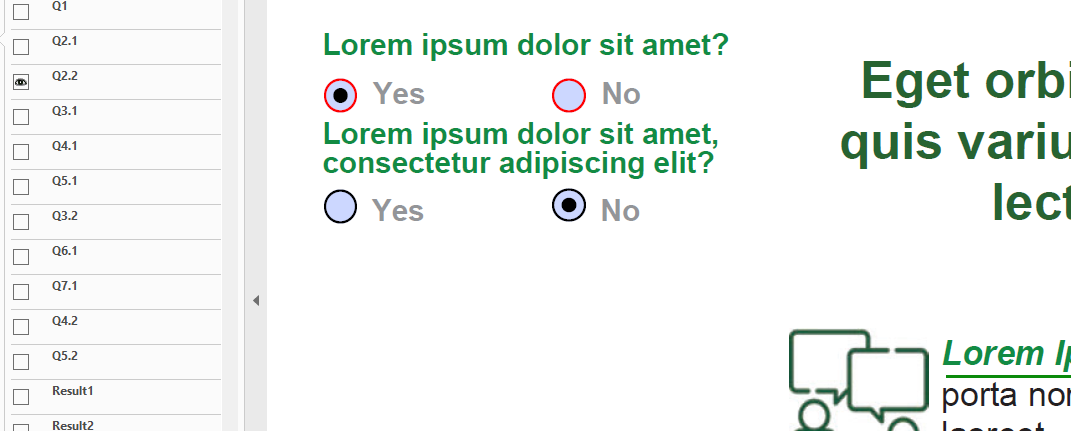 Q1
Q2.1
Q2.2
Q3.1
Q4.1
Q5.1
Q3.2
Q6.1
Q7.1
Q4.2
Q5.2
Result1
Result2
Lorem ipsum dolor sit amet?
Yes No
Lorem ipsum dolor sit amet,
consectetur adipiscing elit?
Yes No
Eget orbi
quis variu
lect
Lorem Ip
porta nor
laoreet